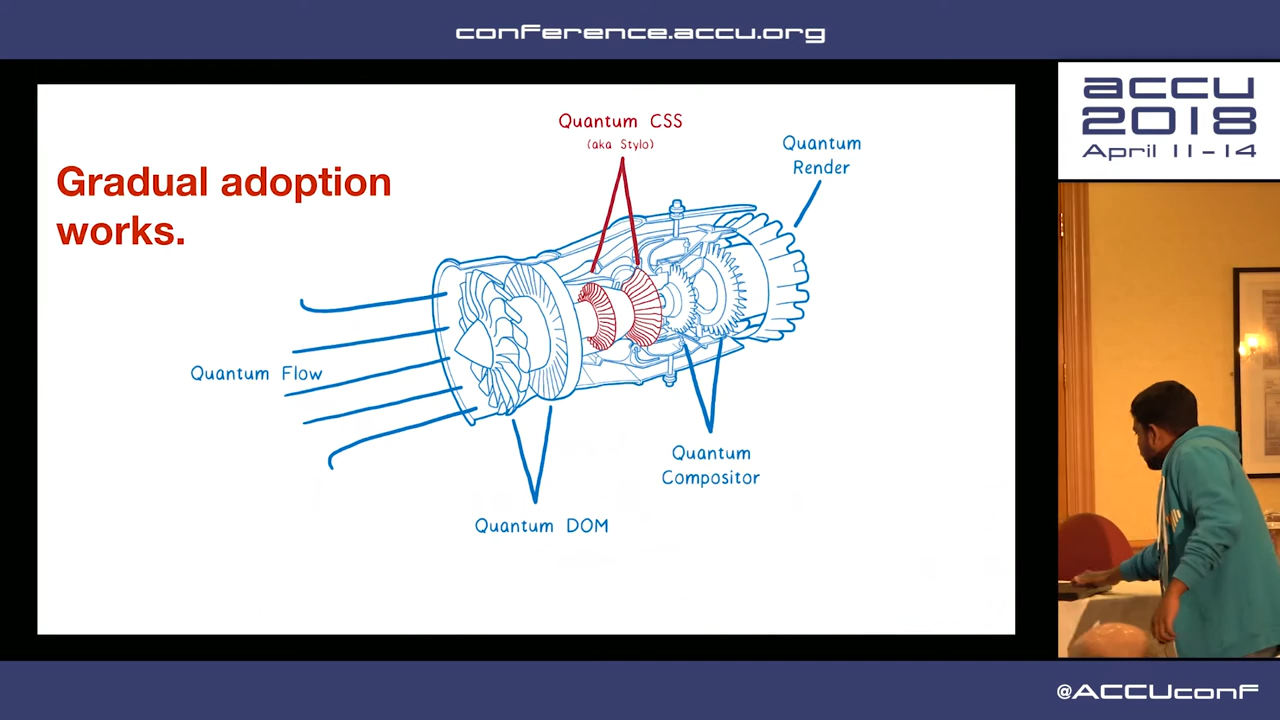 conference.accu.org
accu
2018
April 11-14
Gradual adoption
works.
Quantum CSS
(aka Stylo)
Quantum
Render
Quantum Flow
Quantum
Compositor
Quantum DOM
@ACCUconf